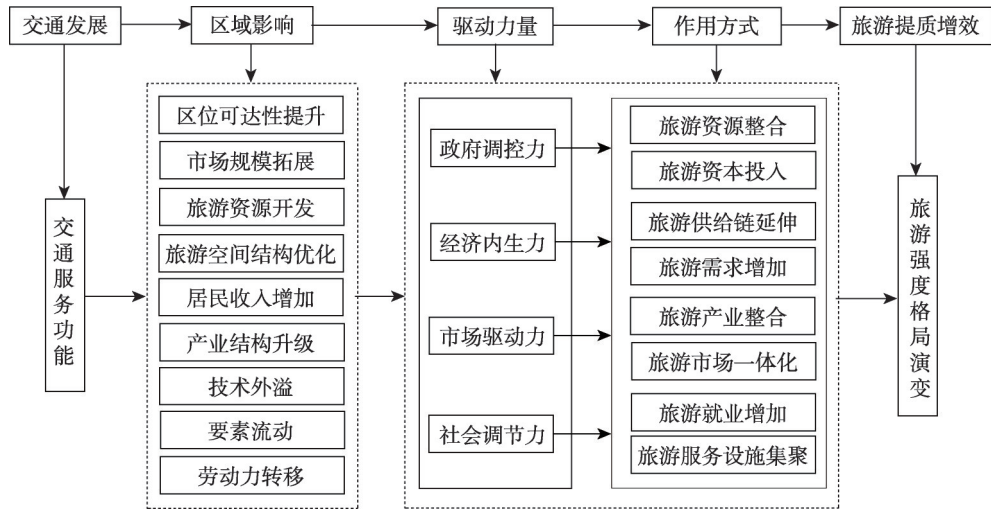 交通发展
区域影响
驱动力量
作用方式
旅游提质增效
交通服务功能
区位可达性提升
市场规模拓展
旅游资源开发
旅游空间结构优化
居民收入增加
产业结构升级
技术外溢
要素流动
劳动力转移
政府调控力
经济内生力
市场驱动力
社会调节力
旅游资源整合
旅游资本投入
旅游供给链延伸
旅游需求增加
旅游产业整合
旅游市场一体化
旅游就业增加
旅游服务设施集聚
旅游强度格局演变